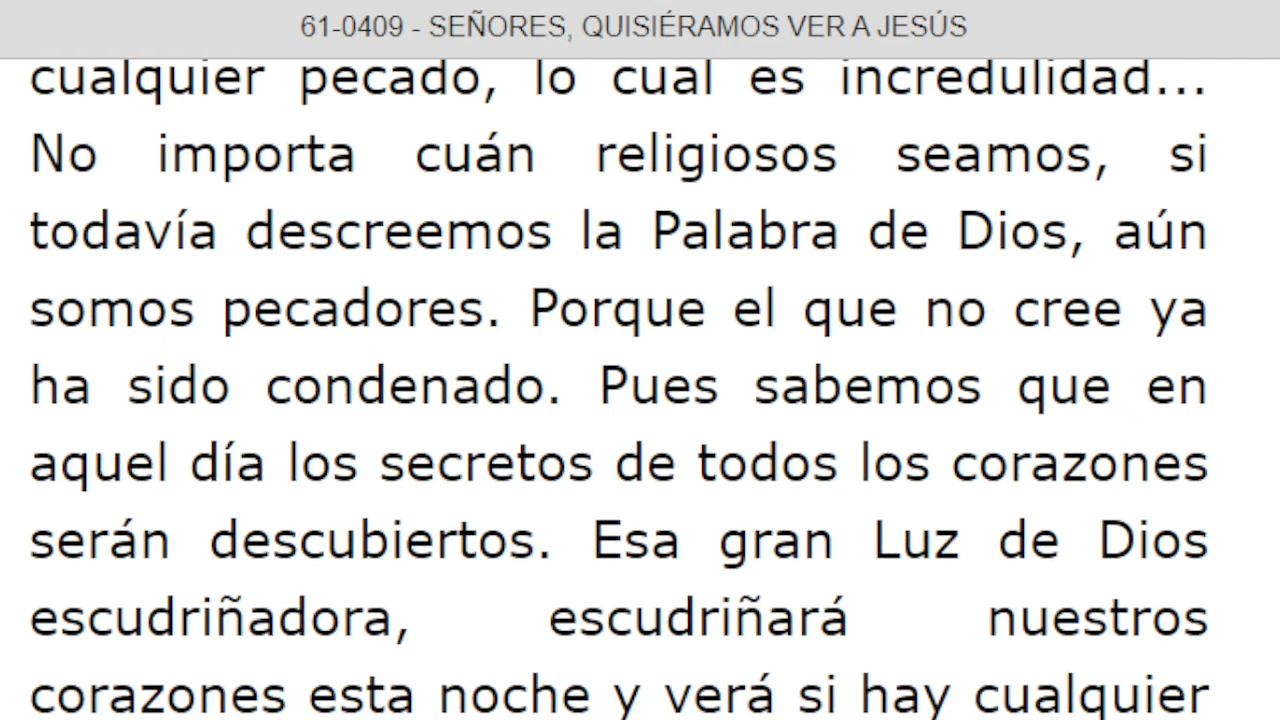 61-0409 - SEÑORES, QUISIÉRAMOS VER A JESÚS
cualquier pecado, lo cual es incredulidad...
No importa cuán religiosos seamos, si
todavía descreemos la Palabra de Dios, aún
somos pecadores. Porque el que no cree ya
ha sido condenado. Pues sabemos que en
aquel día los secretos de todos los corazones
serán descubiertos. Esa gran Luz de Dios
escudriñadora, escudriñará nuestros
corazones esta noche y verá si hay cualquier